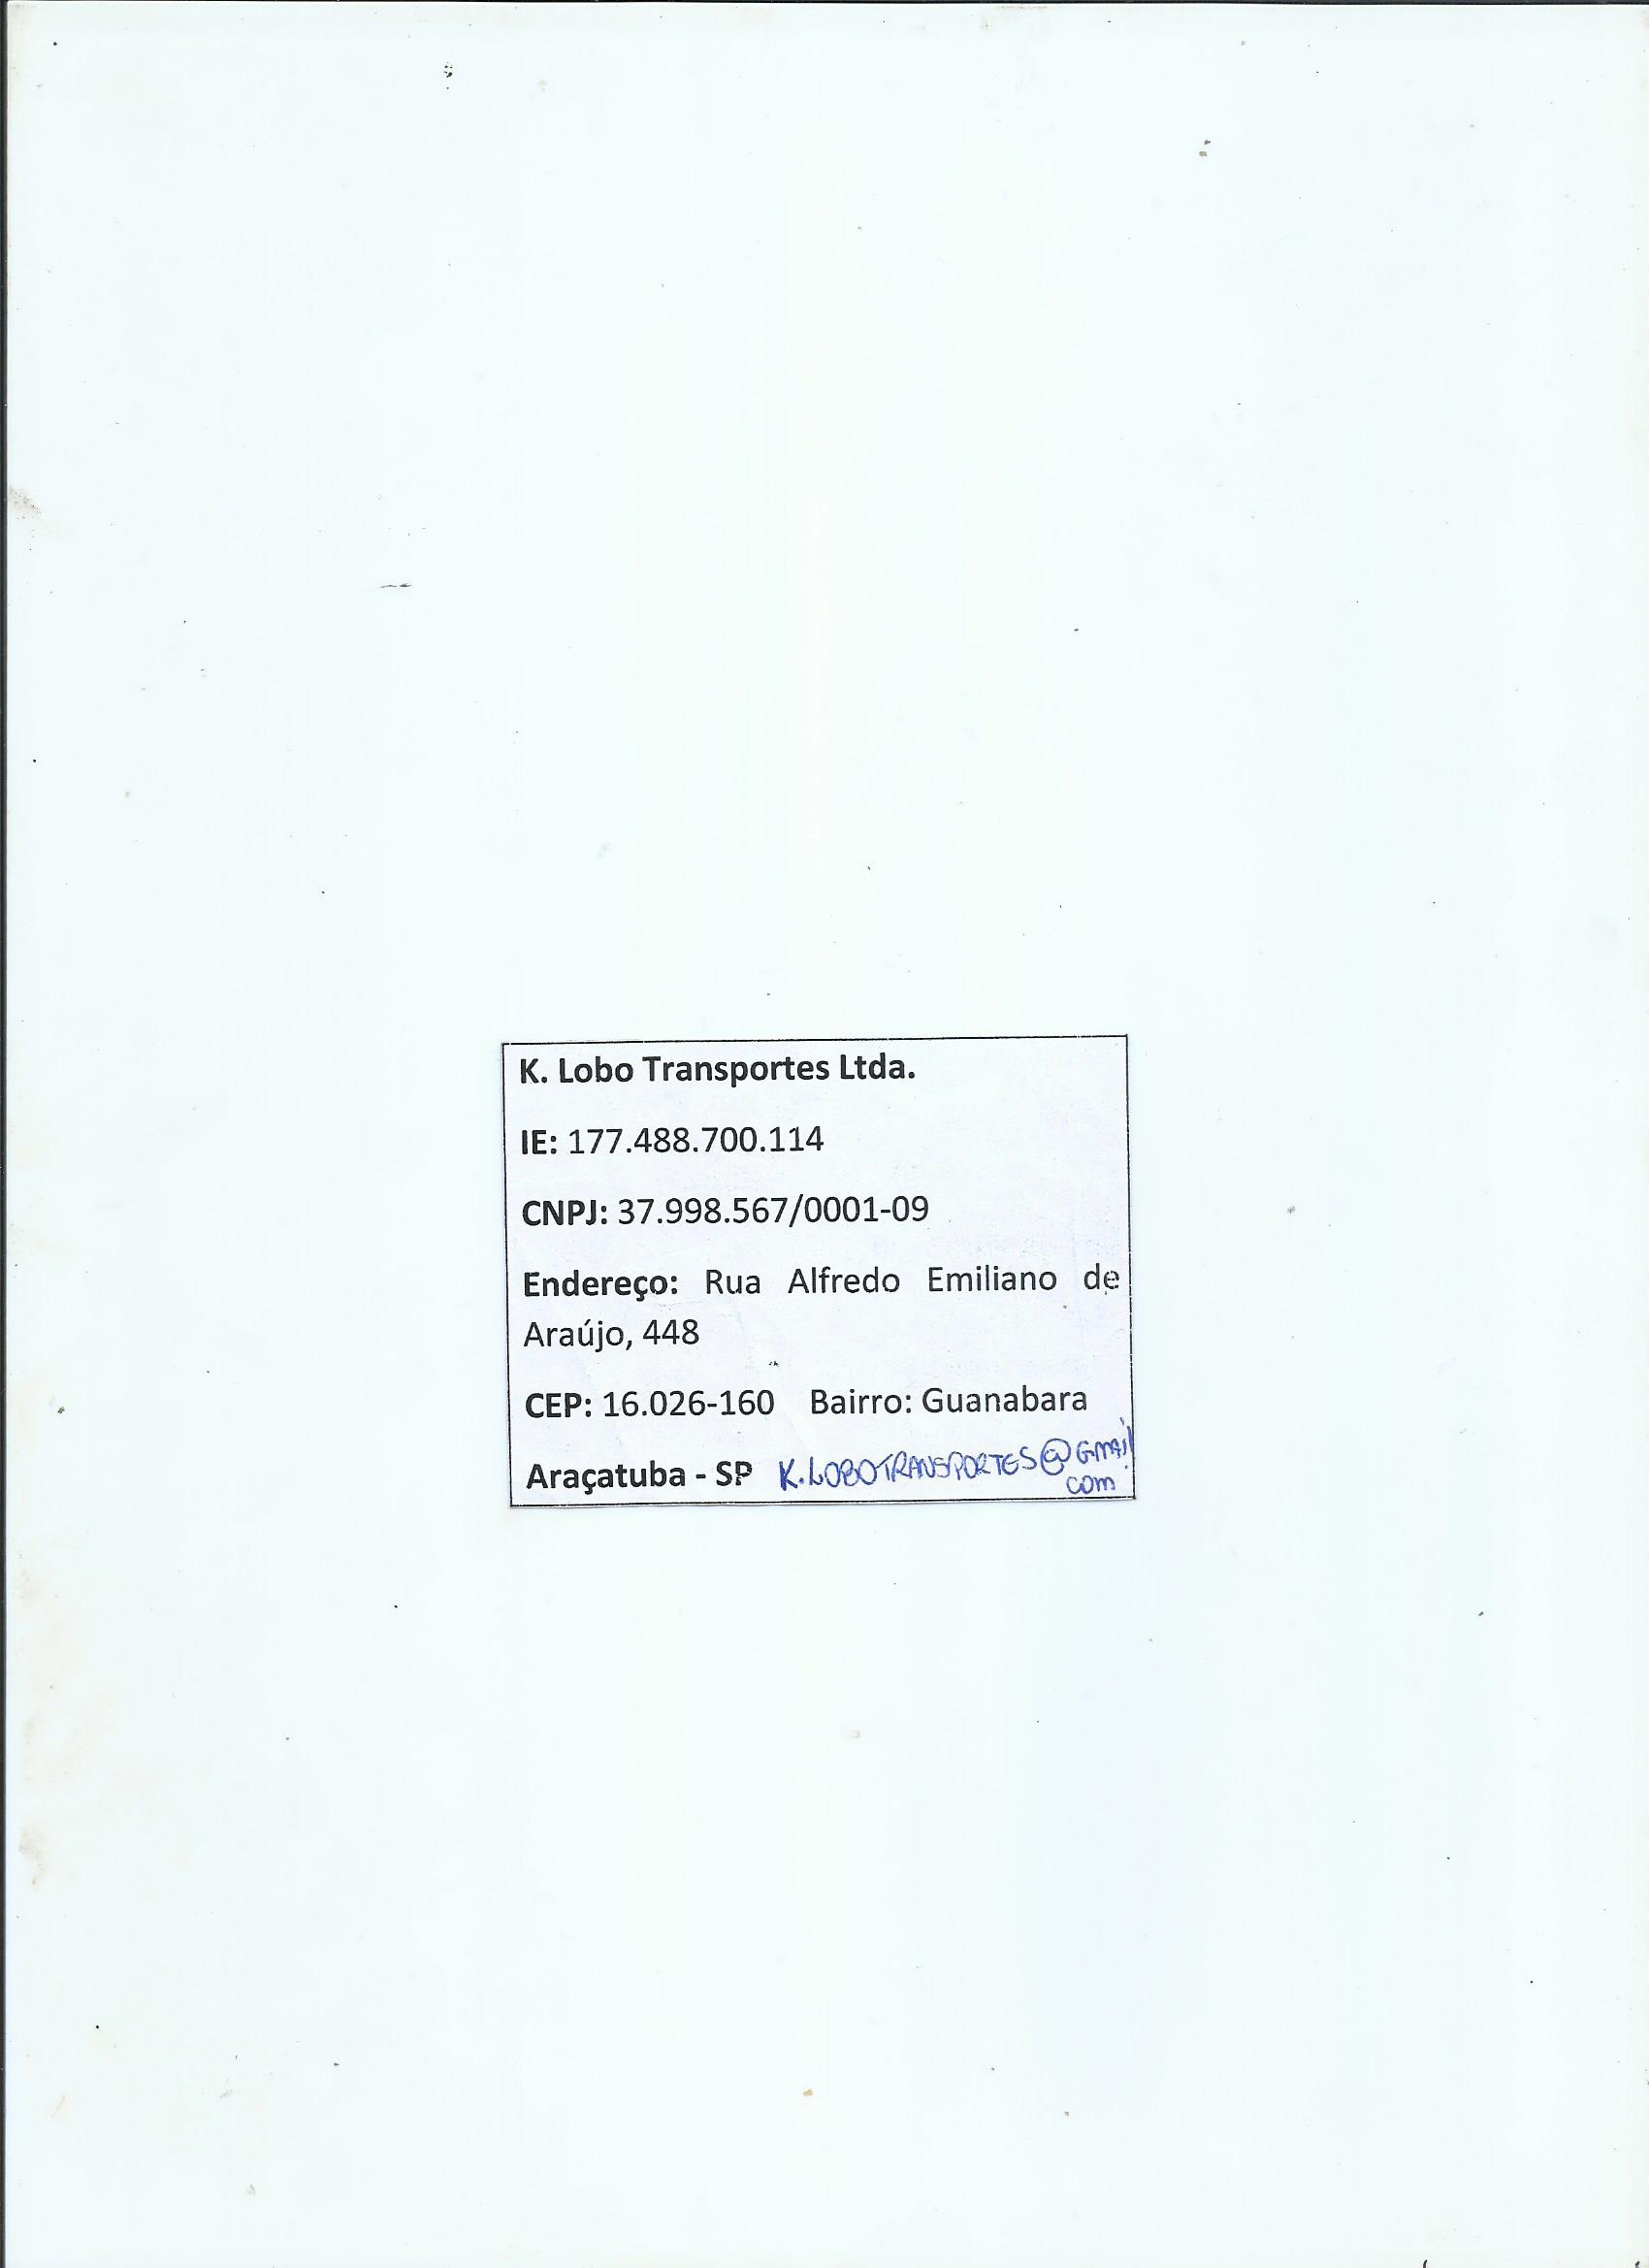 K. Lobo Transportes Ltda.
IE: 177.488.700.114
CNPJ: 37.998.567/0001-09
Endereço: Rua Alfredo Emiliano de
Araújo, 448
CEP: 16.026-160 Bairro: Guanabara
Araçatuba - SP K.LOBOTRANSPORTES@GMAIL.
COM